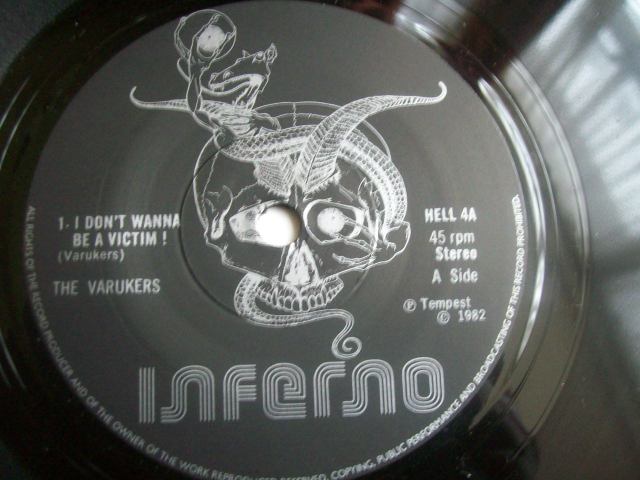 1. I DON'T WANNA
BE A VICTIM !
(Varukers)
THE VARUKERS
HELL 4A
45 rpm
Stereo
A Side
℗ Tempest
© 1982
INFERNO
ALL RIGHTS OF THE RECORD PRODUCER AND OF THE OWNER OF THE WORK REPRODUCED RESERVED. COPYING, PUBLIC PERFORMANCE AND BROADCASTING OF THE RECORD PROHIBITED.